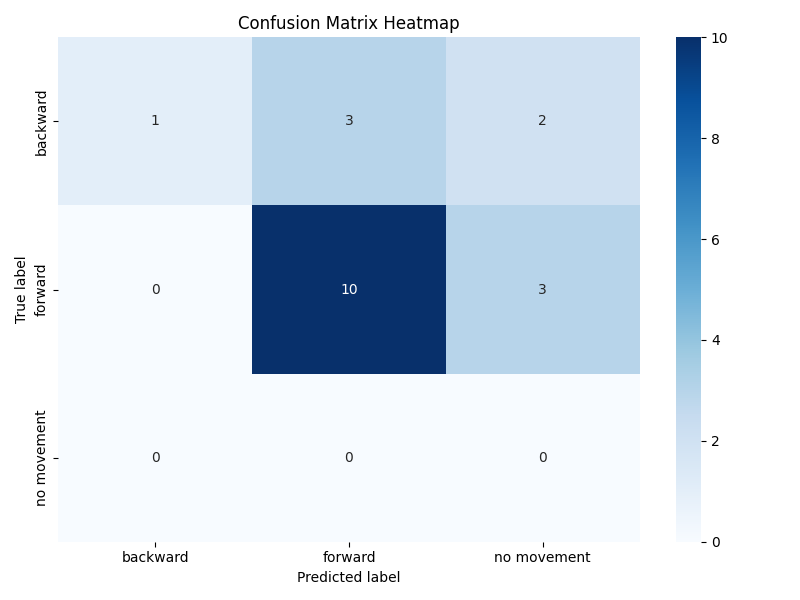 Confusion Matrix Heatmap
True label
backward
1 3 2
forward
0 10 3
no movement
0 0 0
backward forward no movement
Predicted label
10
8
6
4
2
0